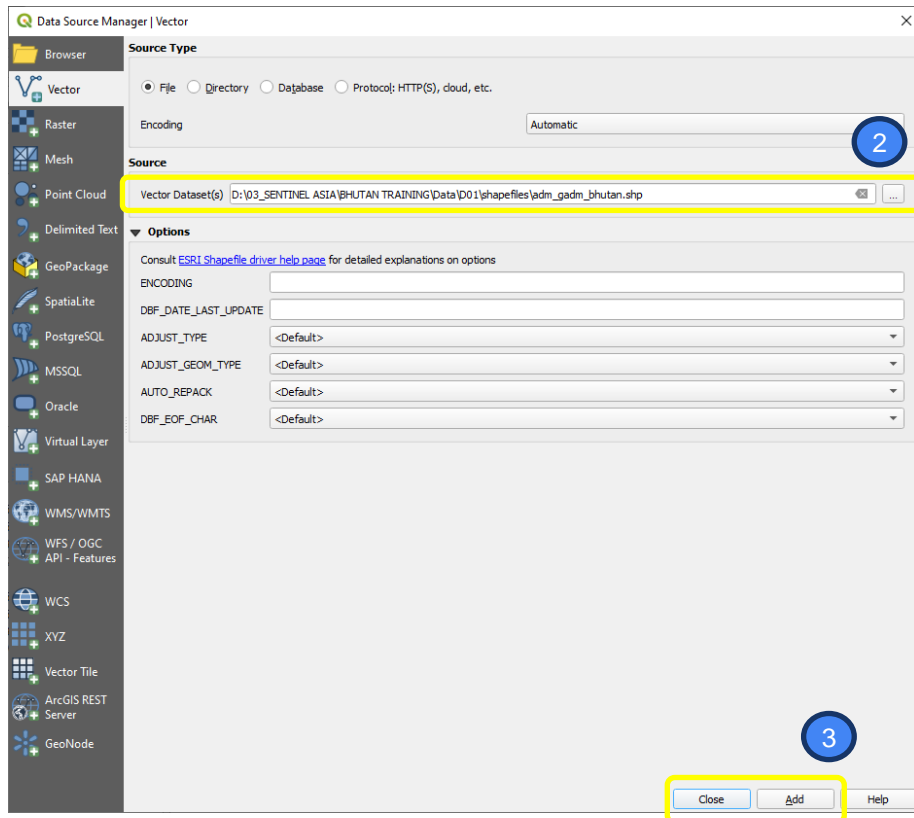 Data Source Manager | Vector
Browser
Vector
Raster
Mesh
Point Cloud
Delimited Text
GeoPackage
SpatiaLite
PostgreSQL
MSSQL
Oracle
Virtual Layer
SAP HANA
WMS/WMTS
WFS / OGC
API - Features
WCS
XYZ
Vector Tile
ArcGIS REST
Server
GeoNode
Source Type
File Directory Database Protocol: HTTP(S), cloud, etc.
Encoding Automatic
2
Source
Vector Dataset(s) D:\03_SENTINEL ASIA\BHUTAN TRAINING\Data\D01\shapefiles\adm_gadm_bhutan.shp ...
Options
Consult ESRI Shapefile driver help page for detailed explanations on options
ENCODING
DBF_DATE_LAST_UPDATE
ADJUST_TYPE <Default>
ADJUST_GEOM_TYPE <Default>
AUTO_REPACK <Default>
DBF_EOF_CHAR <Default>
3
Close Add Help